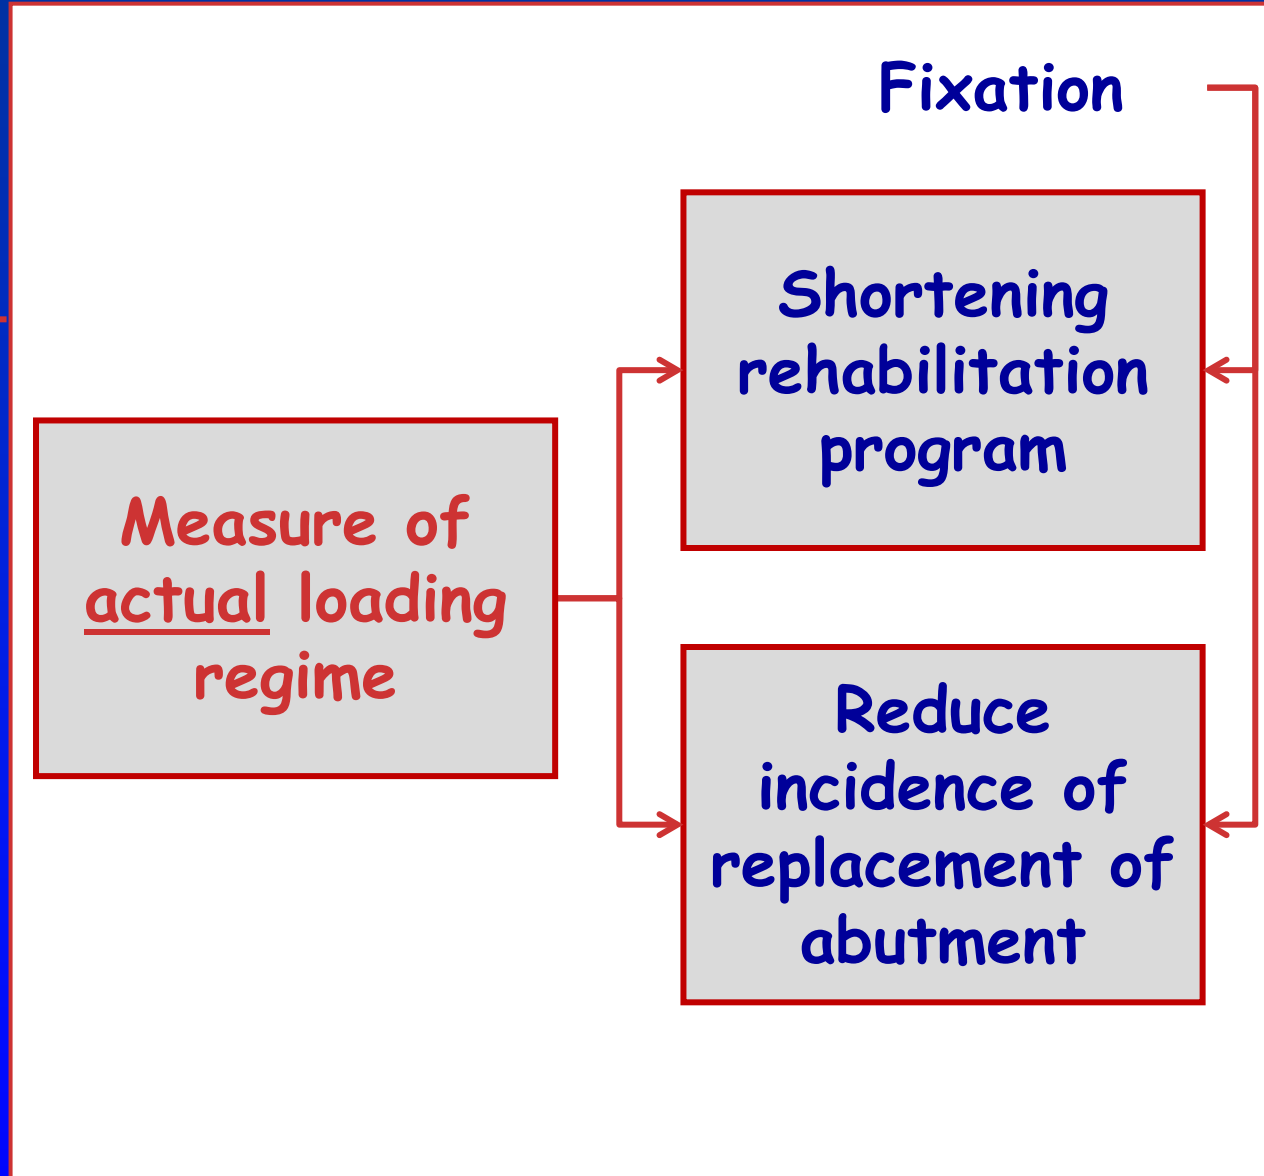 Fixation
Shortening
rehabilitation
program
Measure of
actual loading
regime
Reduce
incidence of
replacement of
abutment